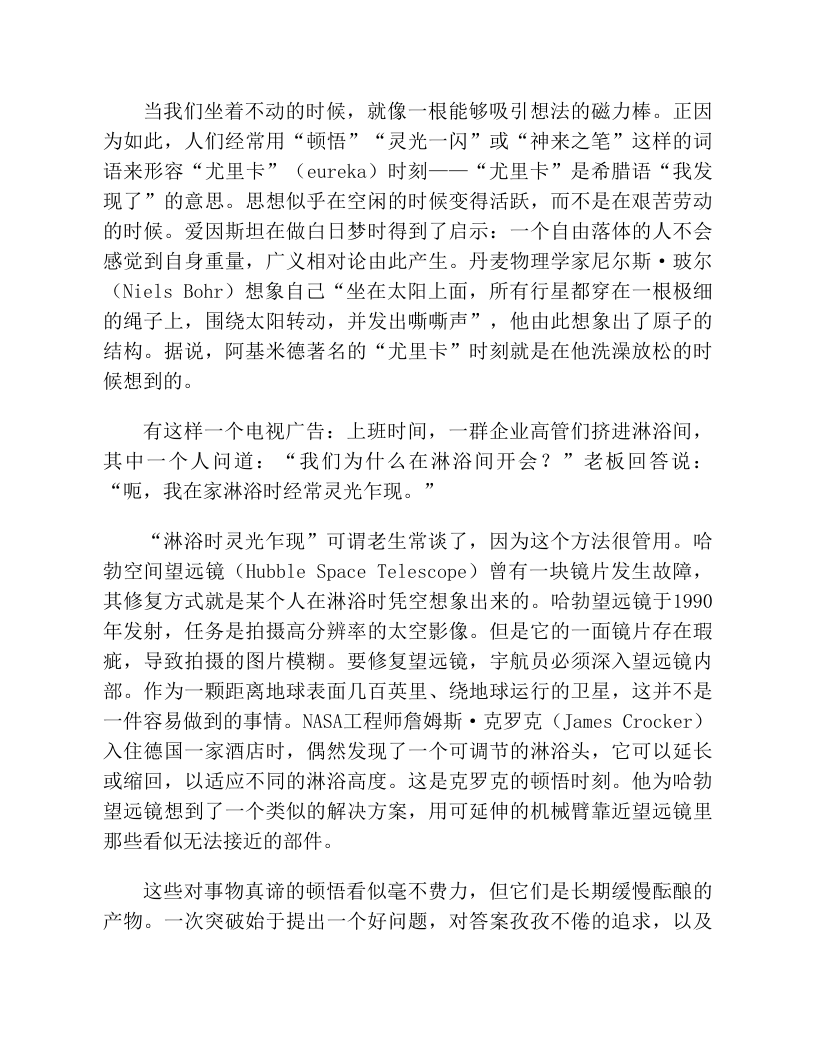 当我们坐着不动的时候，就像一根能够吸引想法的磁力棒。正因
为如此，人们经常用“顿悟”“灵光一闪”或“神来之笔”这样的词
语来形容“尤里卡”（eureka）时刻——“尤里卡”是希腊语“我发
现了”的意思。思想似乎在空闲的时候变得活跃，而不是在艰苦劳动
的时候。爱因斯坦在做白日梦时得到了启示：一个自由落体的人不会
感觉到自身重量，广义相对论由此产生。丹麦物理学家尼尔斯·玻尔
（Niels Bohr）想象自己“坐在太阳上面，所有行星都穿在一根极细
的绳子上，围绕太阳转动，并发出嘶嘶声”，他由此想象出了原子的
结构。据说，阿基米德著名的“尤里卡”时刻就是在他洗澡放松的时
候想到的。
有这样一个电视广告：上班时间，一群企业高管们挤进淋浴间，
其中一个人问道：“我们为什么在淋浴间开会？”老板回答说：
“呃，我在家淋浴时经常灵光乍现。”
“淋浴时灵光乍现”可谓老生常谈了，因为这个方法很管用。哈
勃空间望远镜（Hubble Space Telescope）曾有一块镜片发生故障，
其修复方式就是某个人在淋浴时凭空想象出来的。哈勃望远镜于1990
年发射，任务是拍摄高分辨率的太空影像。但是它的一面镜片存在瑕
疵，导致拍摄的图片模糊。要修复望远镜，宇航员必须深入望远镜内
部。作为一颗距离地球表面几百英里、绕地球运行的卫星，这并不是
一件容易做到的事情。NASA工程师詹姆斯·克罗克（James Crocker）
入住德国一家酒店时，偶然发现了一个可调节的淋浴头，它可以延长
或缩回，以适应不同的淋浴高度。这是克罗克的顿悟时刻。他为哈勃
望远镜想到了一个类似的解决方案，用可延伸的机械臂靠近望远镜里
那些看似无法接近的部件。
这些对事物真谛的顿悟看似毫不费力，但它们是长期缓慢酝酿的
产物。一次突破始于提出一个好问题，对答案孜孜不倦的追求，以及